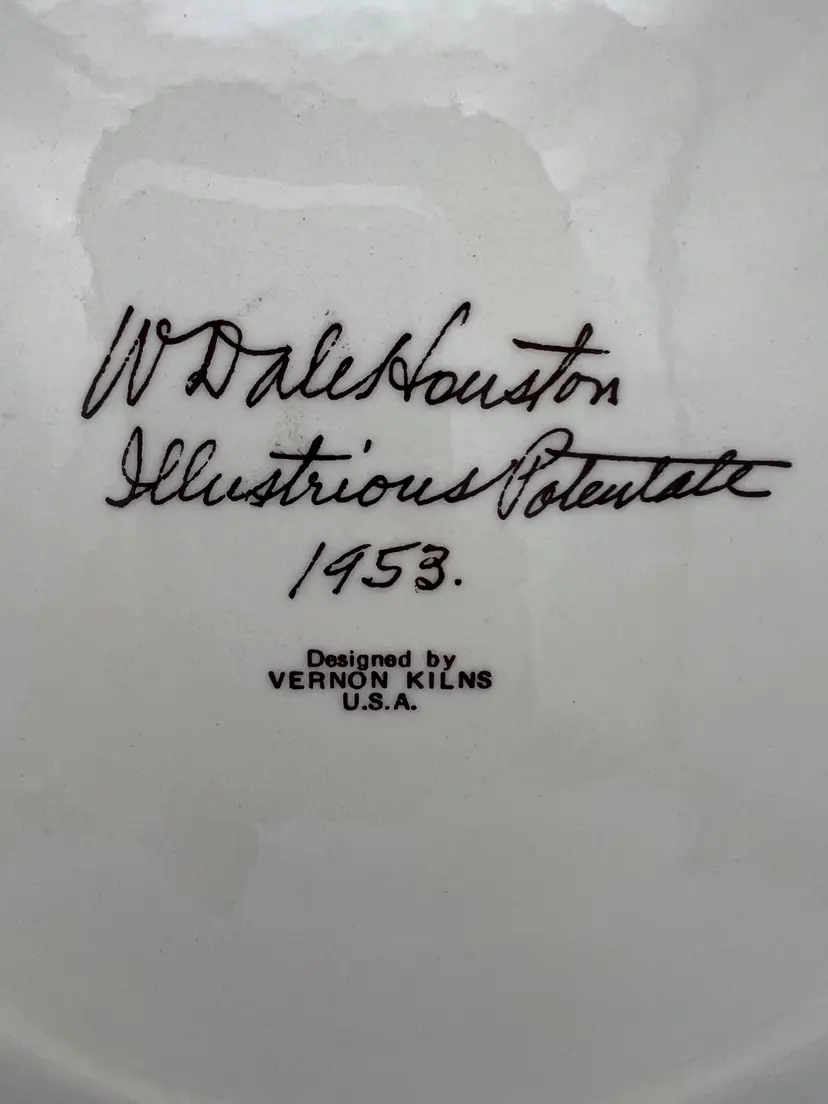 W Dale Houston
Illustrious Potentate
1953.
Designed by
VERNON KILNS
U.S.A.